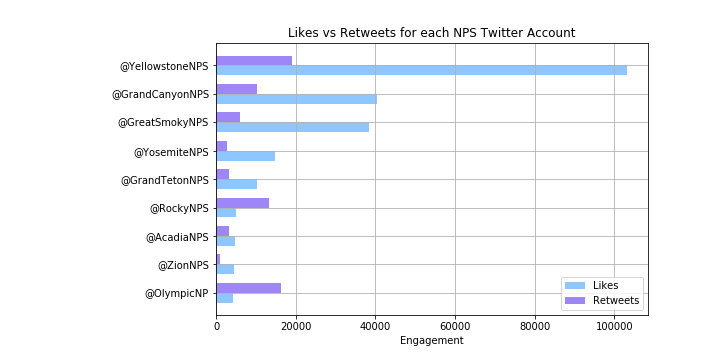 Likes vs Retweets for each NPS Twitter Account
@YellowstoneNPS
@GrandCanyonNPS
@GreatSmokyNPS
@YosemiteNPS
@GrandTetonNPS
@RockyNPS
@AcadiaNPS
@ZionNPS
@OlympicNP
Likes
Retweets
0 20000 40000 60000 80000 100000
Engagement